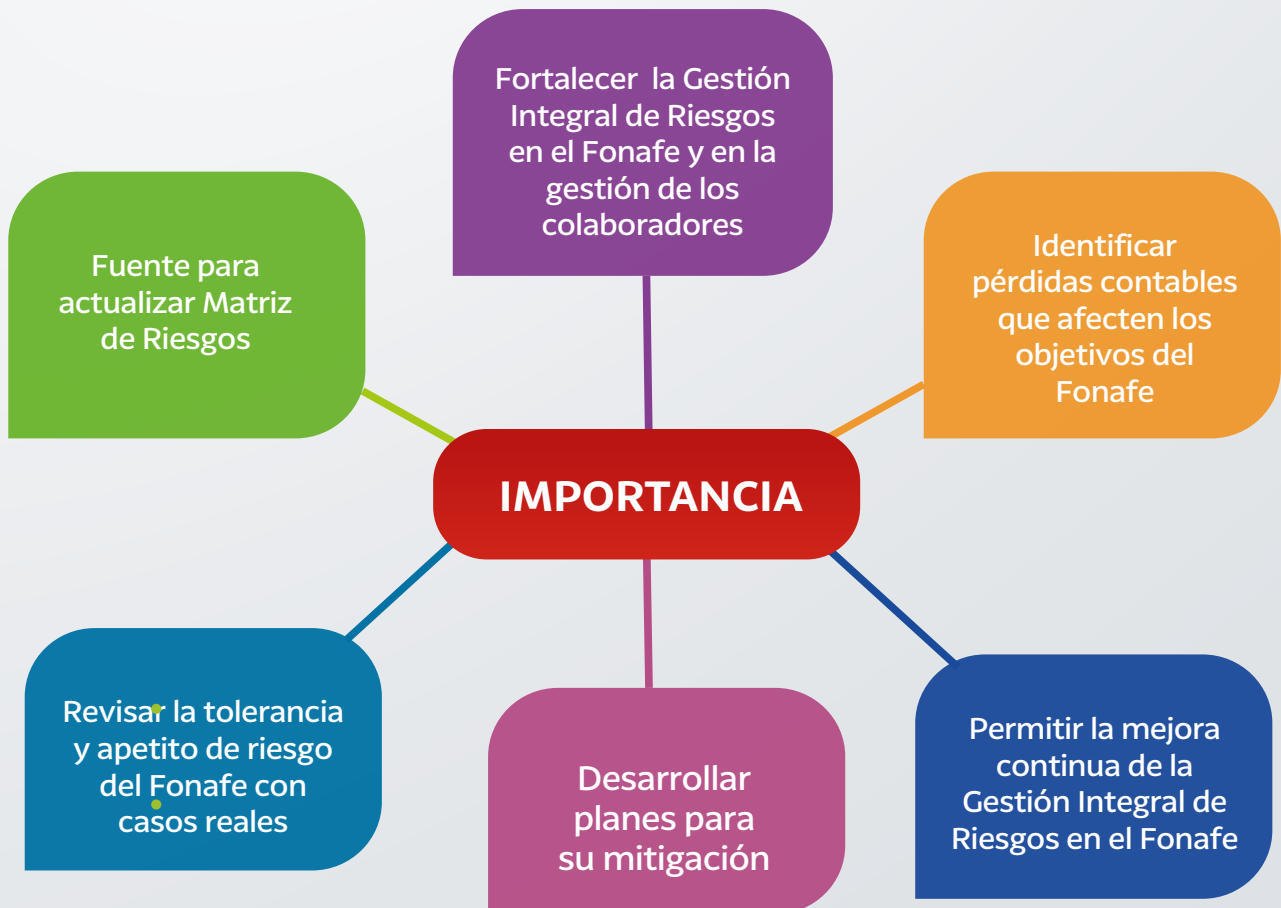 Fortalecer la Gestión
Integral de Riesgos
en el Fonafe y en la
gestión de los
colaboradores
Fuente para
actualizar Matriz
de Riesgos
Identificar
pérdidas contables
que afecten los
objetivos del
Fonafe
IMPORTANCIA
Revisar la tolerancia
y apetito de riesgo
del Fonafe con
casos reales
Desarrollar
planes para
su mitigación
Permitir la mejora
continua de la
Gestión Integral de
Riesgos en el Fonafe